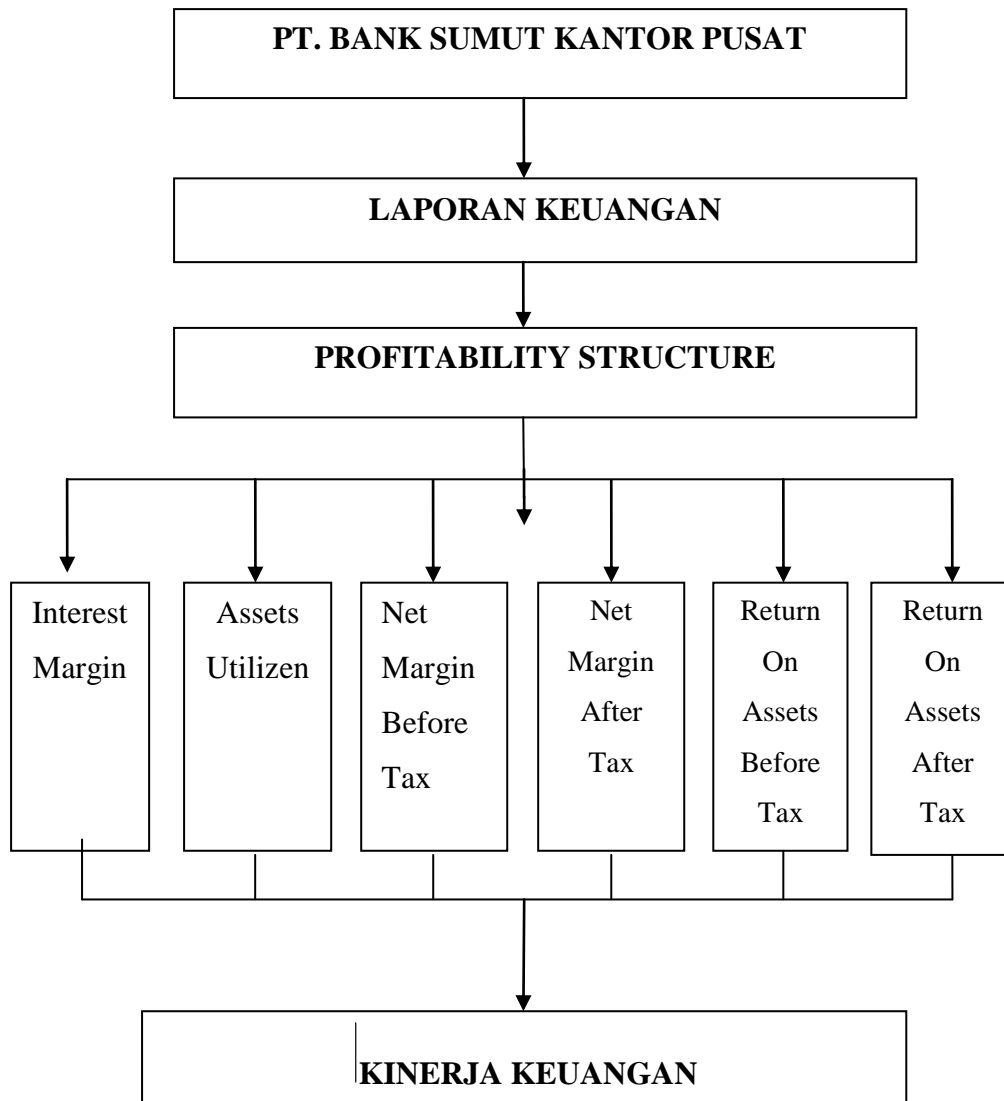 PT. BANK SUMUT KANTOR PUSAT
LAPORAN KEUANGAN
PROFITABILITY STRUCTURE
Interest
Margin
Assets
Utilizen
Net
Margin
Before
Tax
Net
Margin
After
Tax
Return
On
Assets
Before
Tax
Return
On
Assets
After
Tax
KINERJA KEUANGAN